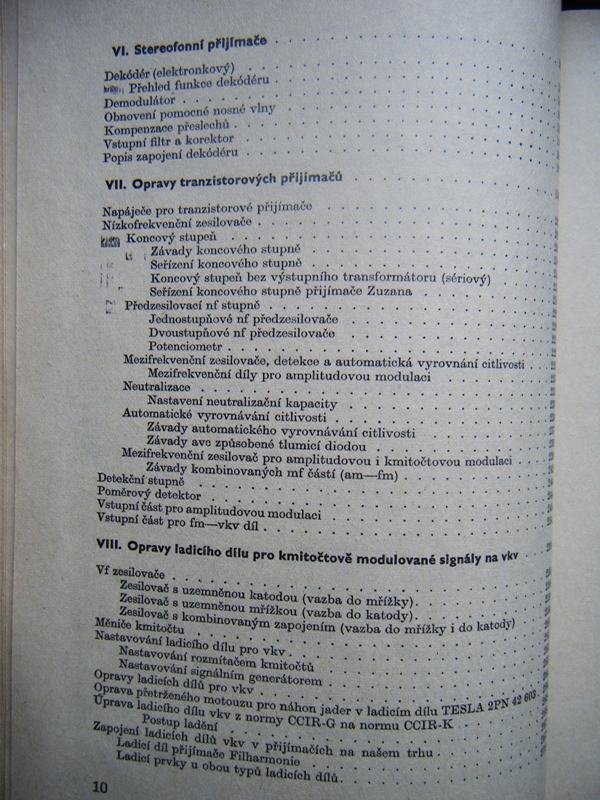 VI. Stereofonní přijímače
Dekódér (elektronkový)
Přehled funkce dekódéru
Demodulátor
Obnovení pomocné nosné vlny
Kompenzace přeslechů
Vstupní filtr a korektor
Popis zapojení dekódéru
VII. Opravy tranzistorových přijímačů
Napáječe pro tranzistorové přijímače
Nízkofrekvenční zesilovače
Koncový stupeň
Závady koncového stupně
Seřízení koncového stupně
Koncový stupeň bez výstupního transformátoru (sériový)
Seřízení koncového stupně přijímače Zuzana
Předzesilovací nf stupně
Jednostupňové nf předzesilovače
Dvoustupňové nf předzesilovače
Potenciometr
Mezifrekvenční zesilovače, detekce a automatická vyrovnání citlivosti
Mezifrekvenční díly pro amplitudovou modulaci
Neutralizace
Nastavení neutralizační kapacity
Automatické vyrovnávání citlivosti
Závady automatického vyrovnávání citlivosti
Závady avc způsobené tlumicí diodou
Mezifrekvenční zesilovač pro amplitudovou i kmitočtovou modulaci
Závady kombinovaných mf částí (am—fm)
Detekční stupně
Poměrový detektor
Vstupní část pro amplitudovou modulaci
Vstupní část pro fm—vkv díl
VIII. Opravy ladicího dílu pro kmitočtově modulované signály na vkv
Vf zesilovače
Zesilovač s uzemněnou katodou (vazba do mřížky)
Zesilovač s uzemněnou mřížkou (vazba do katody)
Zesilovač s kombinovaným zapojením (vazba do mřížky i do katody)
Měniče kmitočtu
Nastavování ladicího dílu pro vkv
Nastavování rozmítačem kmitočtů
Nastavování signálním generátorem
Opravy ladicích dílů pro vkv
Oprava přetrženého motouzu pro náhon jader v ladicím dílu TESLA 2PN 42 603
Úprava ladicího dílu vkv z normy CCIR-G na normu CCIR-K
Postup ladění
Zapojení ladicích dílů vkv v přijímačích na našem trhu
Ladicí díl přijímače Filharmonie
Ladicí prvky u obou typů ladicích dílů
10